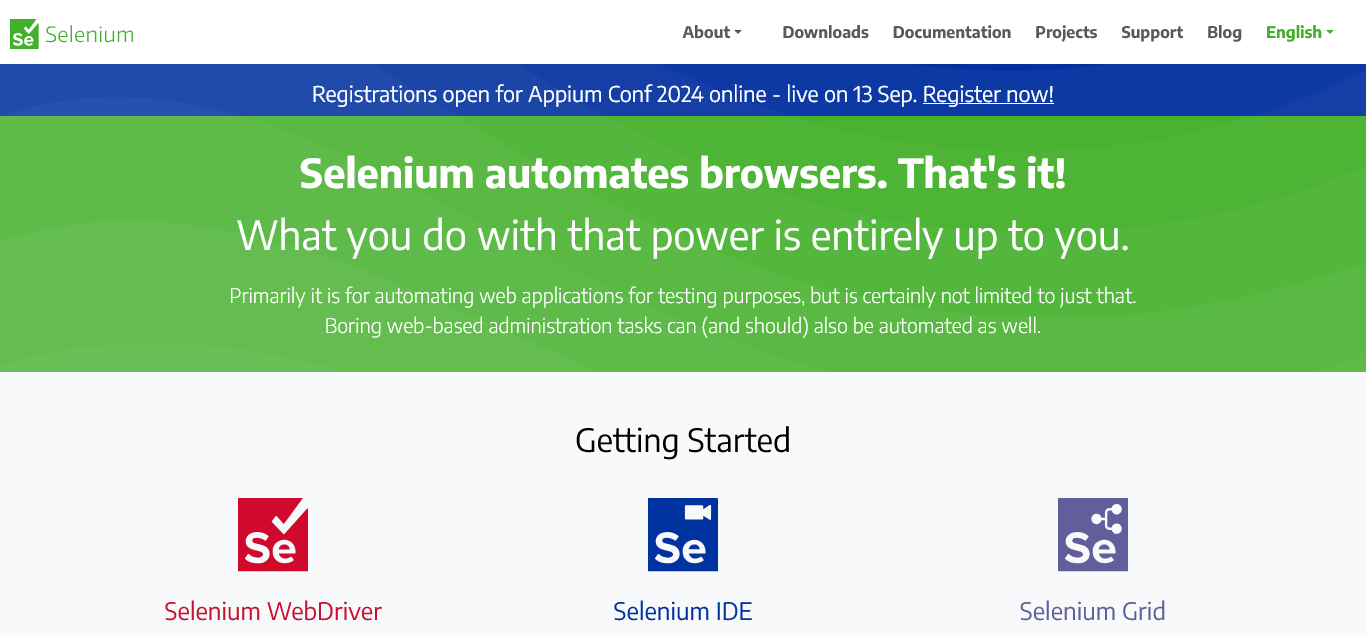 Se Selenium
About Downloads Documentation Projects Support Blog English
Registrations open for Appium Conf 2024 online - live on 13 Sep. Register now!
Selenium automates browsers. That's it!
What you do with that power is entirely up to you.
Primarily it is for automating web applications for testing purposes, but is certainly not limited to just that.
Boring web-based administration tasks can (and should) also be automated as well.
Getting Started
Se Se Se
Selenium WebDriver Selenium IDE Selenium Grid